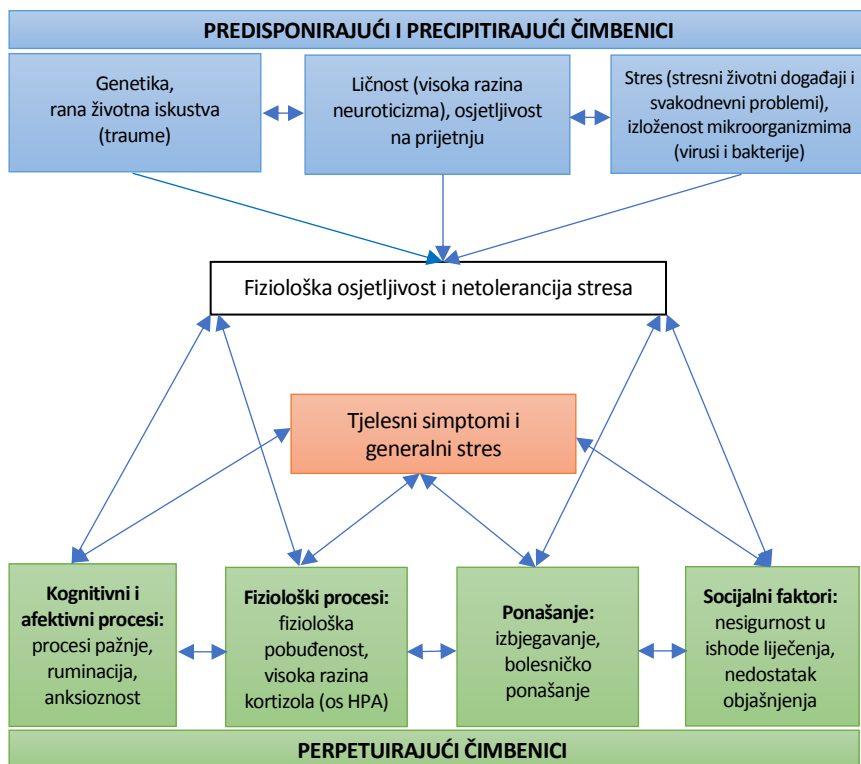 PREDISPONIRAJUĆI I PRECIPITIRAJUĆI ČIMBENICI
Genetika,
rana životna iskustva
(traume)
Ličnost (visoka razina
neuroticizma), osjetljivost
na prijetnju
Stres (stresni životni događaji i
svakodnevni problemi),
izloženost mikroorganizmima
(virusi i bakterije)
Fiziološka osjetljivost i netolerancija stresa
Tjelesni simptomi i
generalni stres
Kognitivni i
afektivni procesi:
procesi pažnje,
ruminacija,
anksioznost
Fiziološki procesi:
fiziološka
pobuđenost,
visoka razina
kortizola (os HPA)
Ponašanje:
izbjegavanje,
bolesničko
ponašanje
Socijalni faktori:
nesigurnost u
ishode liječenja,
nedostatak
objašnjenja
PERPETUIRAJUĆI ČIMBENICI